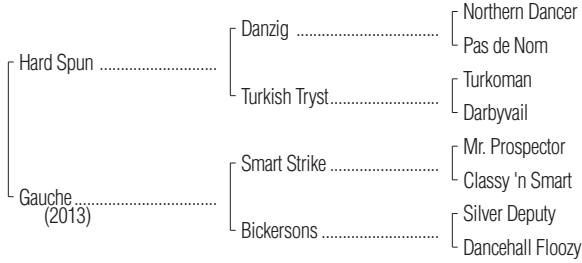 Northern Dancer
Danzig ..................................
Pas de Nom
Hard Spun ............................
Turkoman
Turkish Tryst..........................
Darbyvail
Mr. Prospector
Smart Strike ..........................
Classy 'n Smart
Gauche..................................
(2013)
Silver Deputy
Bickersons ............................
Dancehall Floozy